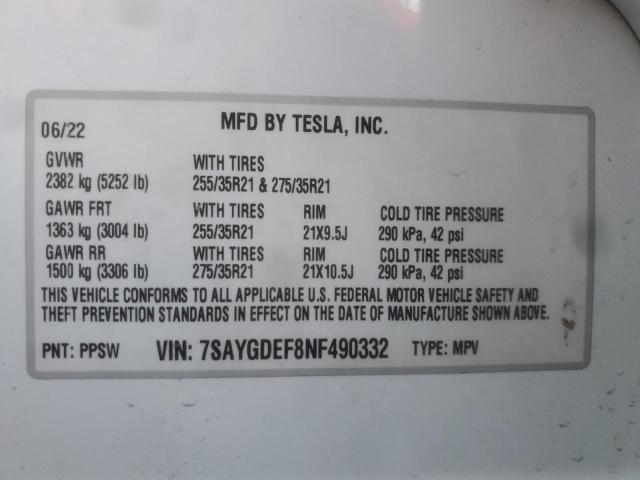 06/22 MFD BY TESLA, INC.
GVWR WITH TIRES
2382 kg (5252 lb) 255/35R21 & 275/35R21
GAWR FRT WITH TIRES RIM COLD TIRE PRESSURE
1363 kg (3004 lb) 255/35R21 21X9.5J 290 kPa, 42 psi
GAWR RR WITH TIRES RIM COLD TIRE PRESSURE
1500 kg (3306 lb) 275/35R21 21X10.5J 290 kPa, 42 psi
THIS VEHICLE CONFORMS TO ALL APPLICABLE U.S. FEDERAL MOTOR VEHICLE SAFETY AND
THEFT PREVENTION STANDARDS IN EFFECT ON THE DATE OF MANUFACTURE SHOWN ABOVE.
PNT: PPSW VIN: 7SAYGDEF8NF490332 TYPE: MPV